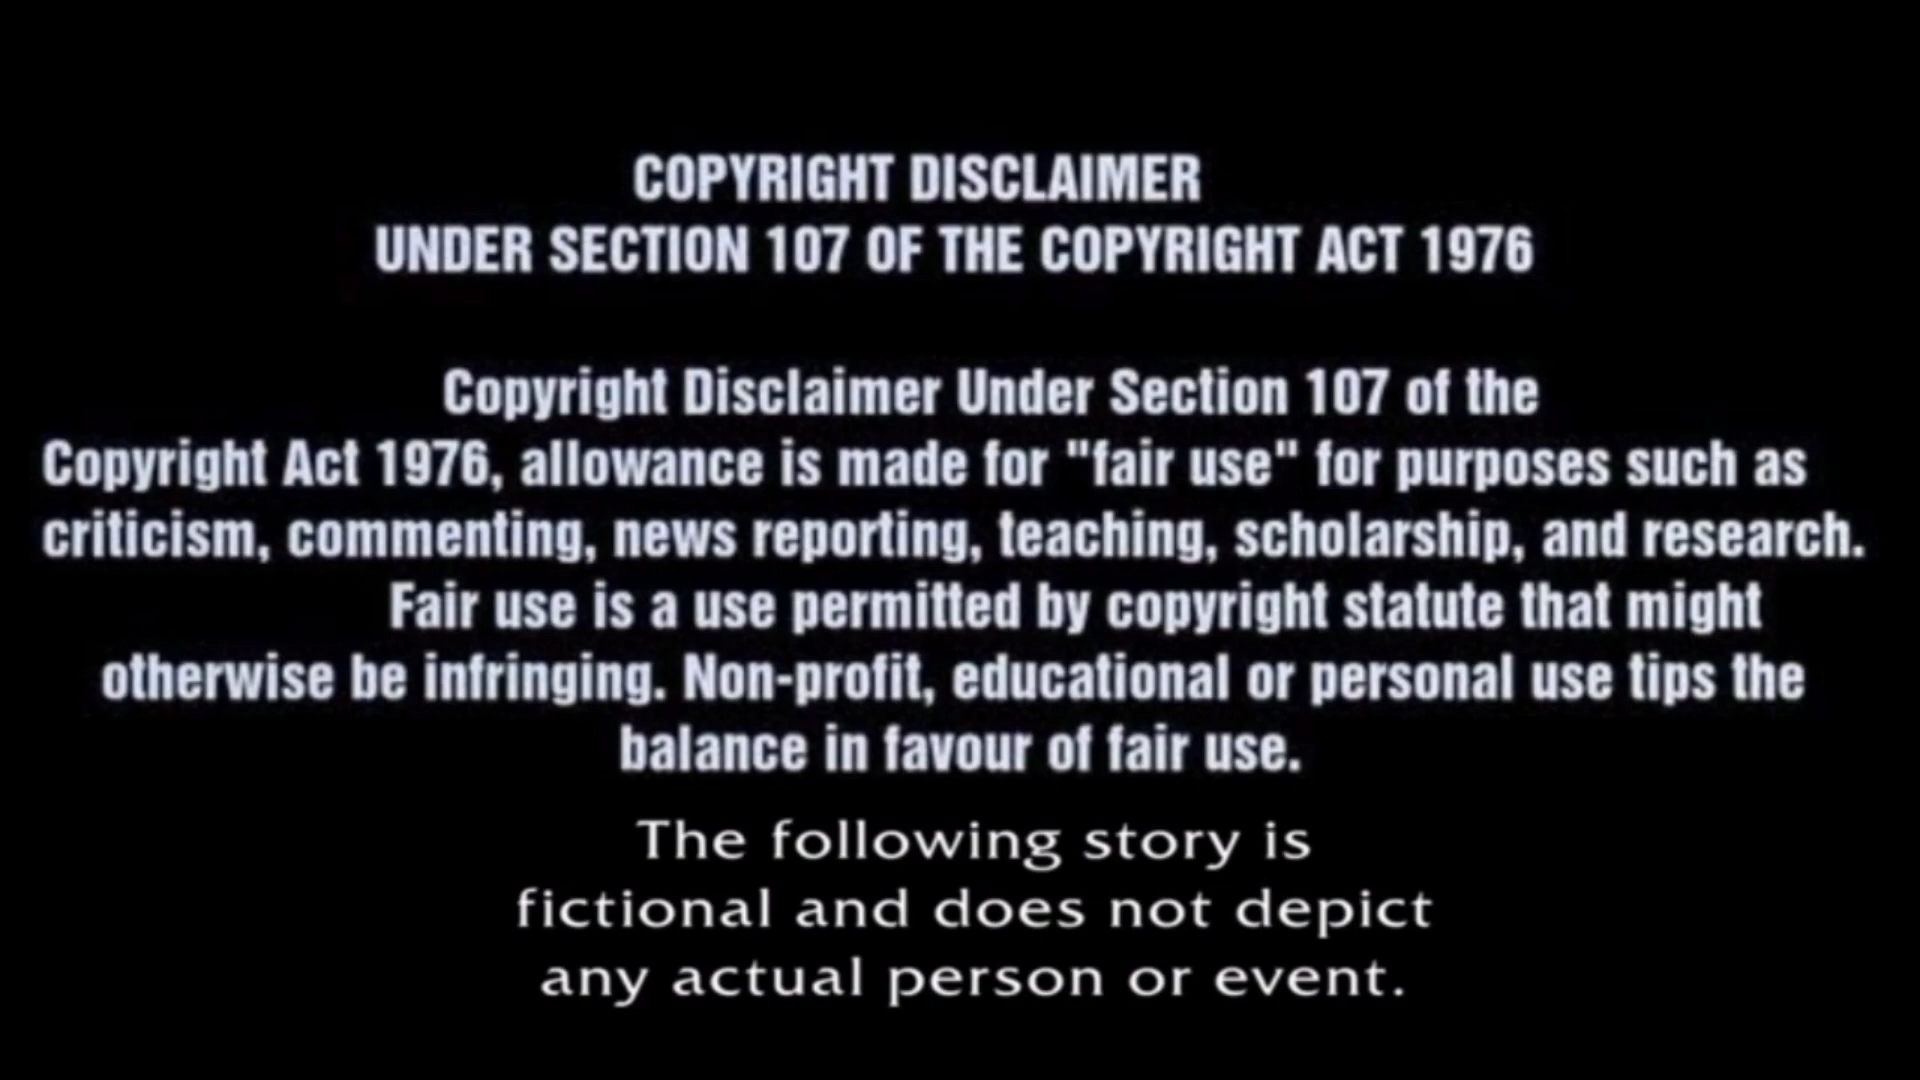 COPYRIGHT DISCLAIMER
UNDER SECTION 107 OF THE COPYRIGHT ACT 1976
Copyright Disclaimer Under Section 107 of the
Copyright Act 1976, allowance is made for "fair use" for purposes such as
criticism, commenting, news reporting, teaching, scholarship, and research.
Fair use is a use permitted by copyright statute that might
otherwise be infringing. Non-profit, educational or personal use tips the
balance in favour of fair use.
The following story is
fictional and does not depict
any actual person or event.